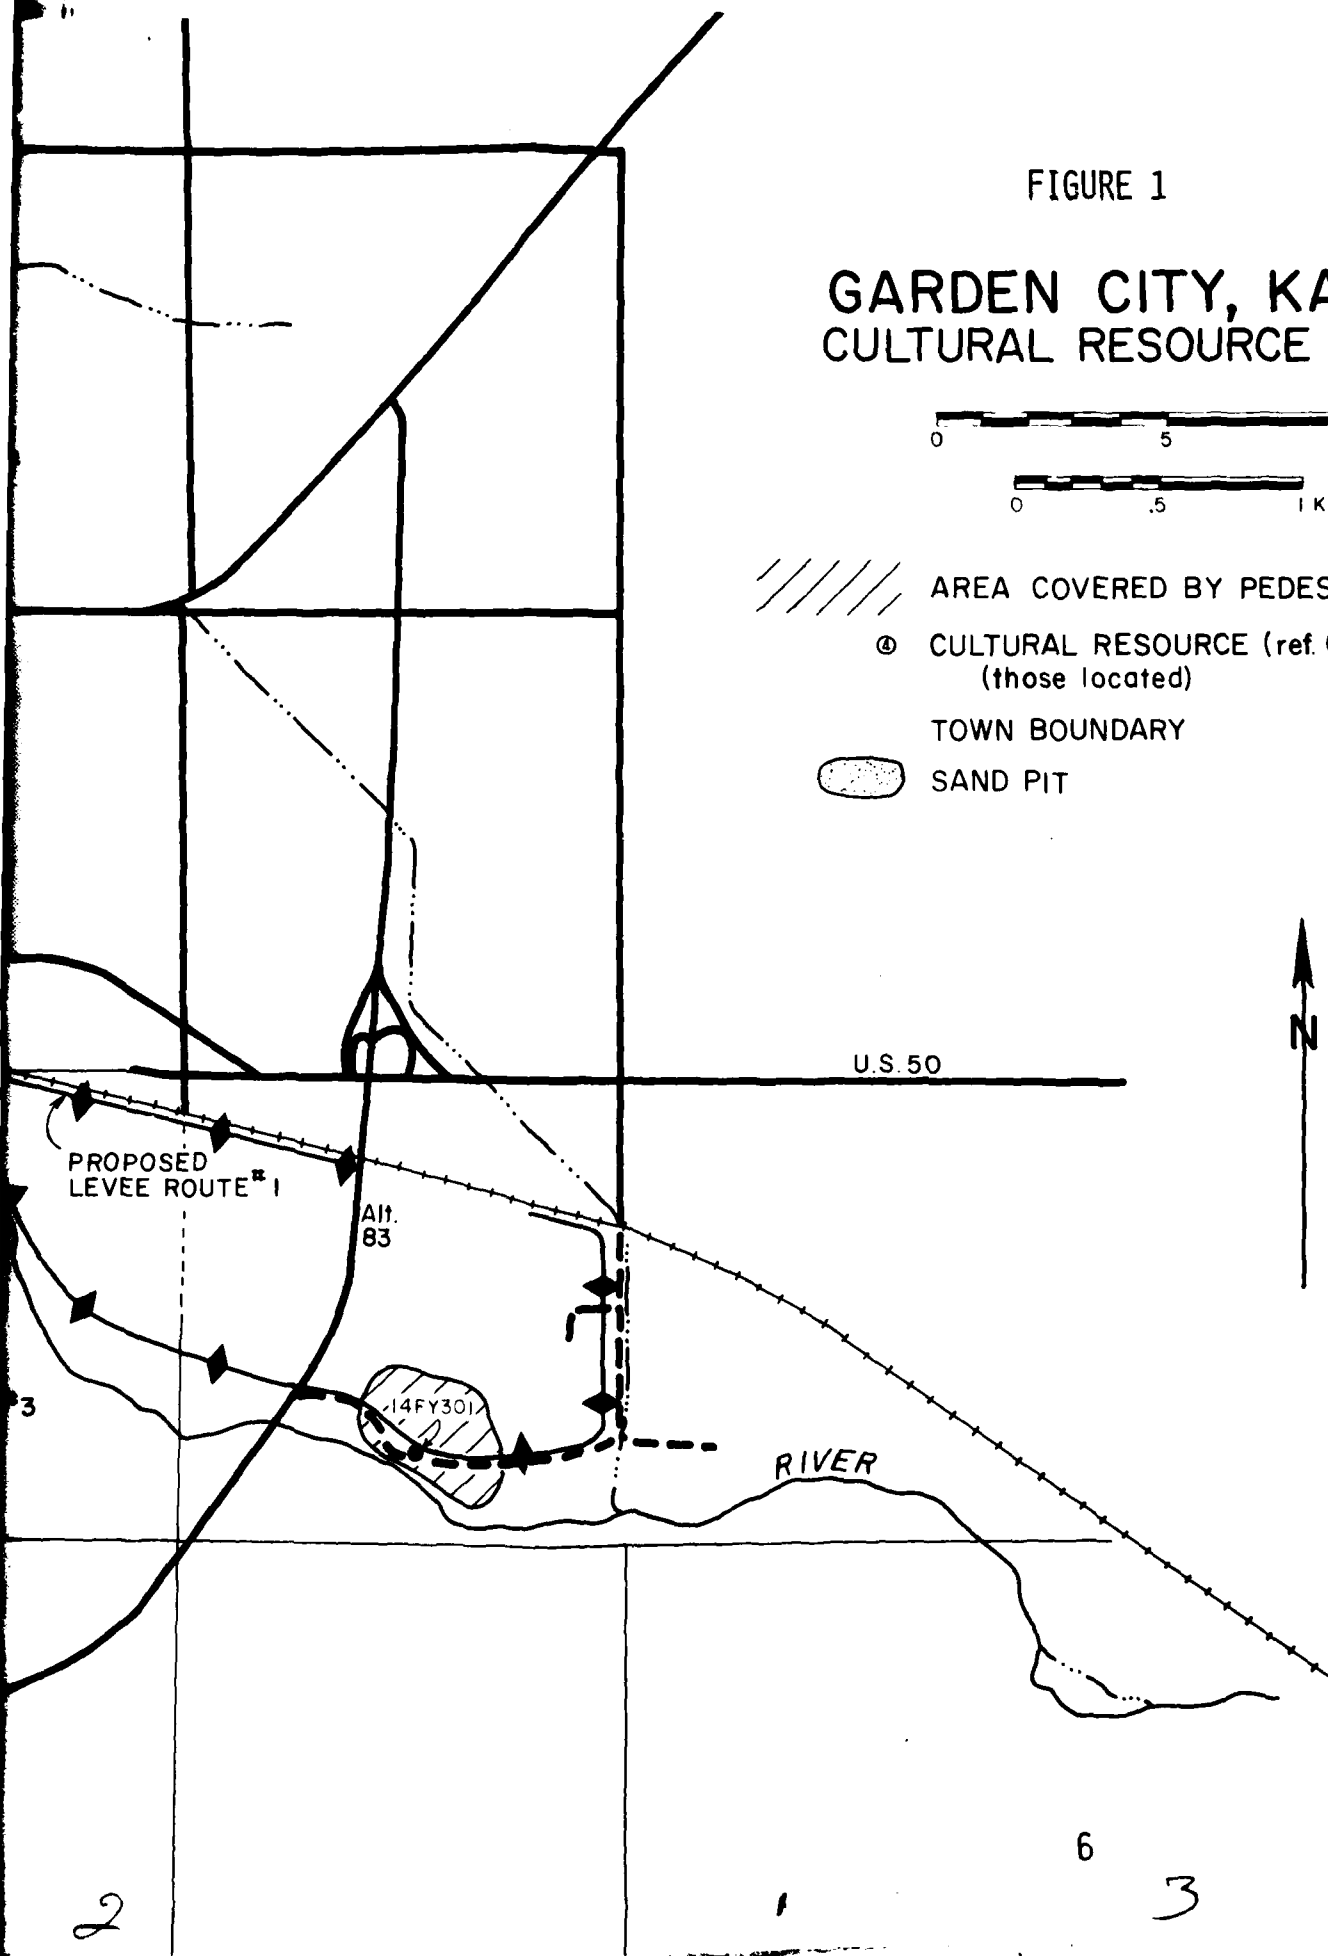 FIGURE 1
GARDEN CITY, KA
CULTURAL RESOURCE
0 5
0 .5 1 K
AREA COVERED BY PEDES
④ CULTURAL RESOURCE (ref.
(those located)
TOWN BOUNDARY
SAND PIT
N
U.S. 50
PROPOSED
LEVEE ROUTE #1
Alt.
83
3
14FY301
RIVER
6
2
3